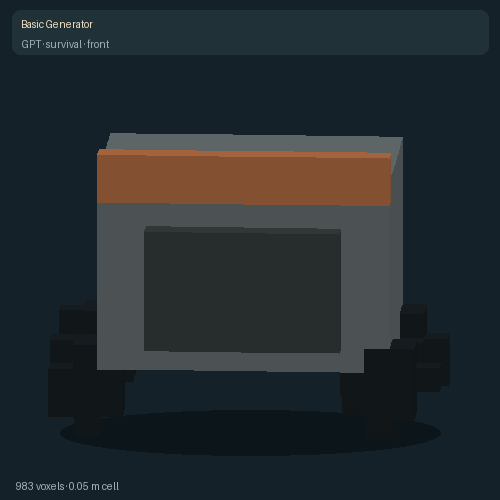 Basic Generator
GPT · survival · front
983 voxels · 0.05 m cell